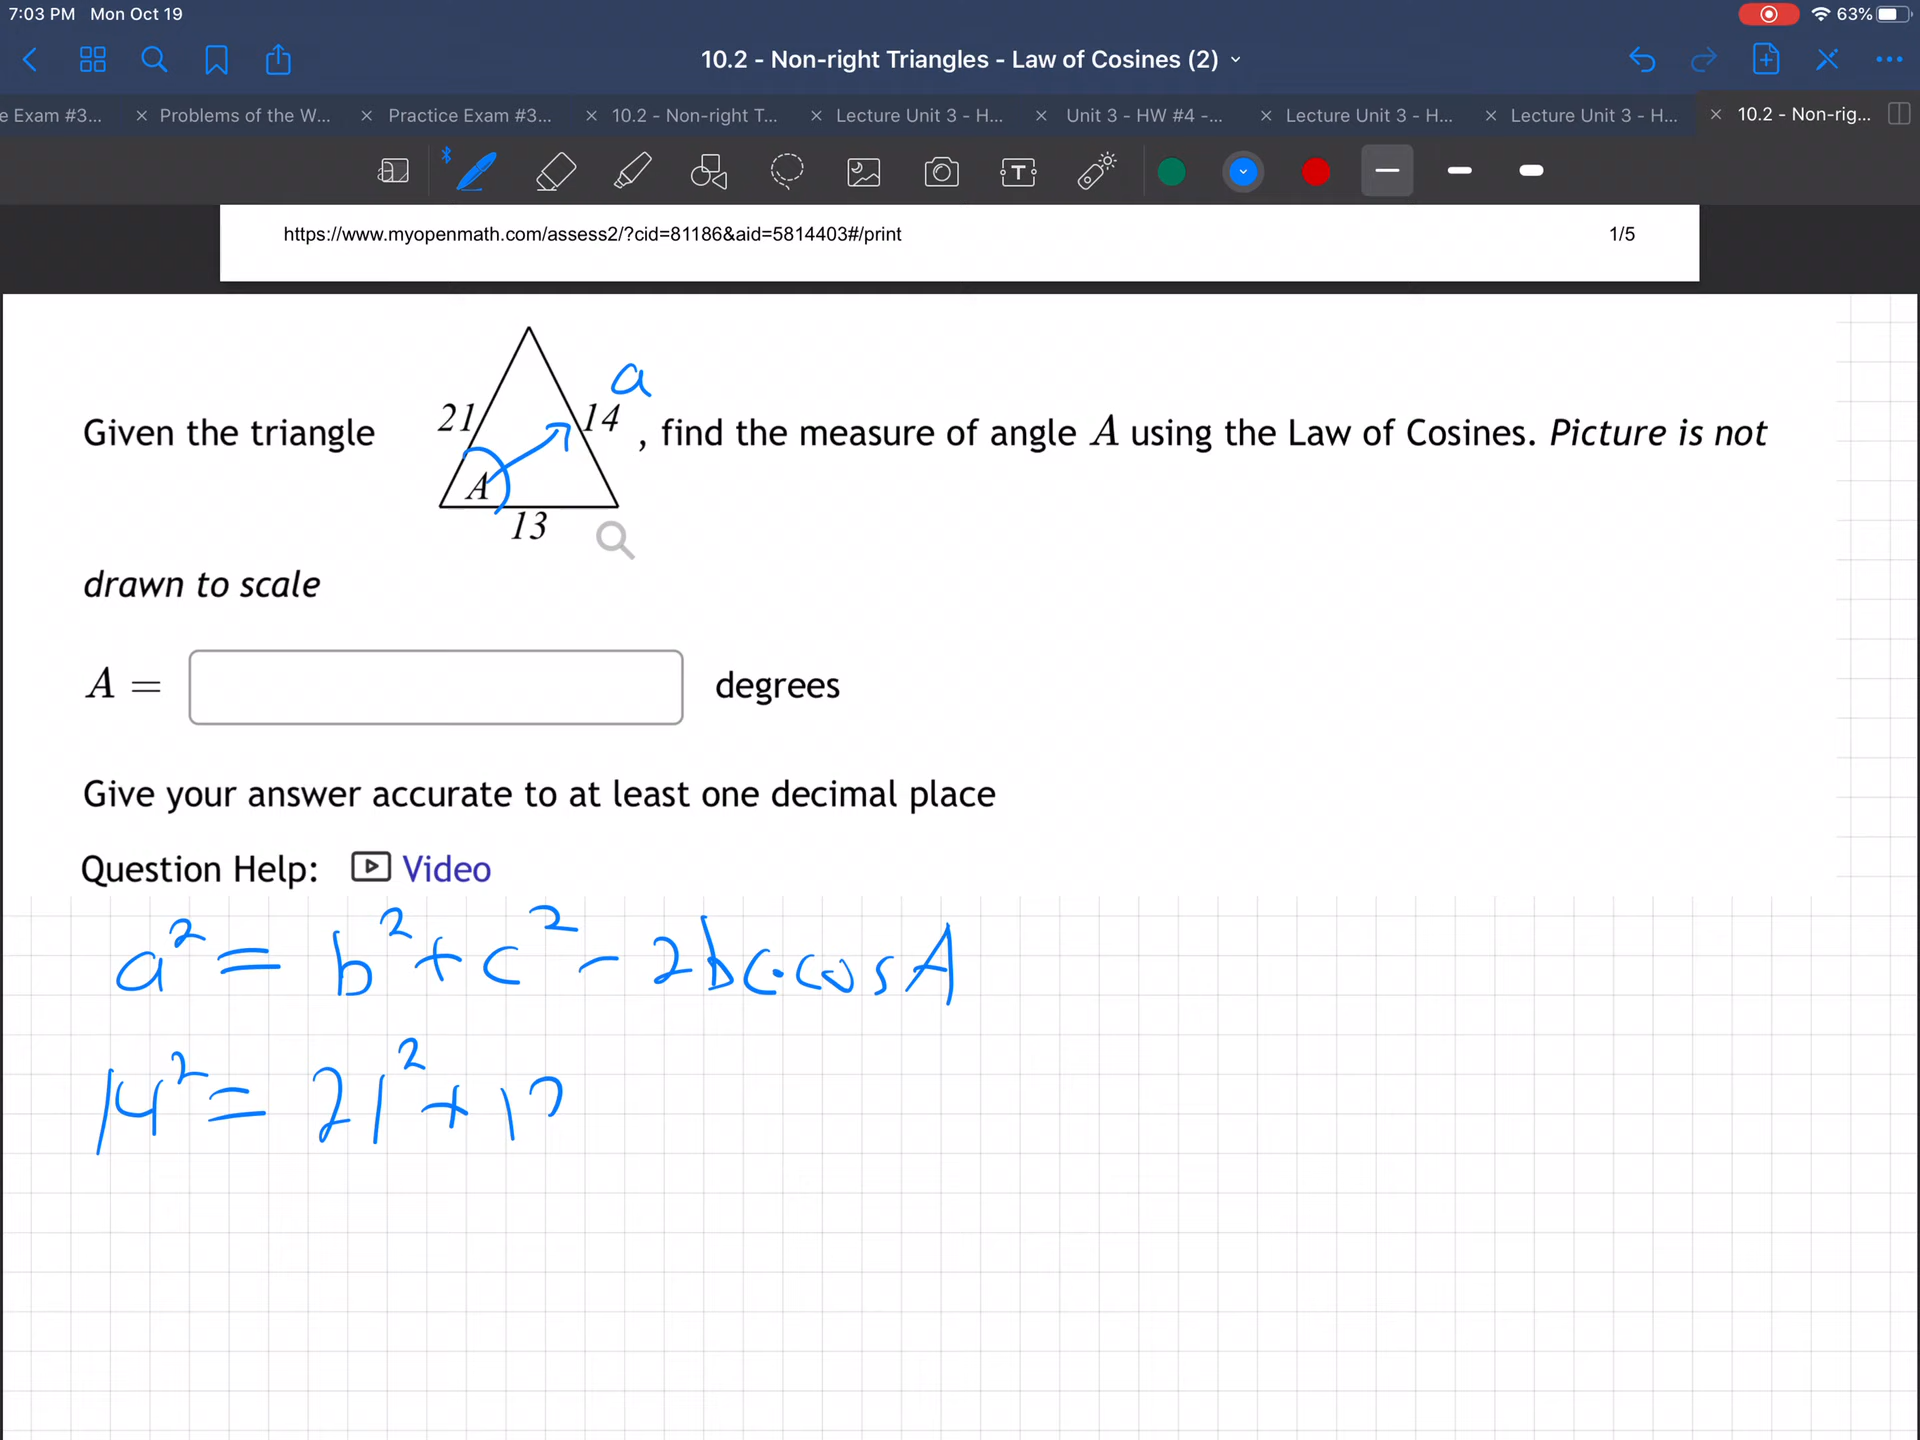 7:03 PM Mon Oct 19
63%
10.2 - Non-right Triangles - Law of Cosines (2)
e Exam #3... × Problems of the W... × Practice Exam #3... × 10.2 - Non-right T... × Lecture Unit 3 - H... × Unit 3 - HW #4 -... × Lecture Unit 3 - H... × Lecture Unit 3 - H... × 10.2 - Non-rig...
T
https://www.myopenmath.com/assess2/?cid=81186&aid=5814403#/print 1/5
a
21 14
Given the triangle , find the measure of angle A using the Law of Cosines. Picture is not
A
13
drawn to scale
A = degrees
Give your answer accurate to at least one decimal place
Question Help: Video
a² = b² + c² - 2bc·cos A
14² = 21² + 1